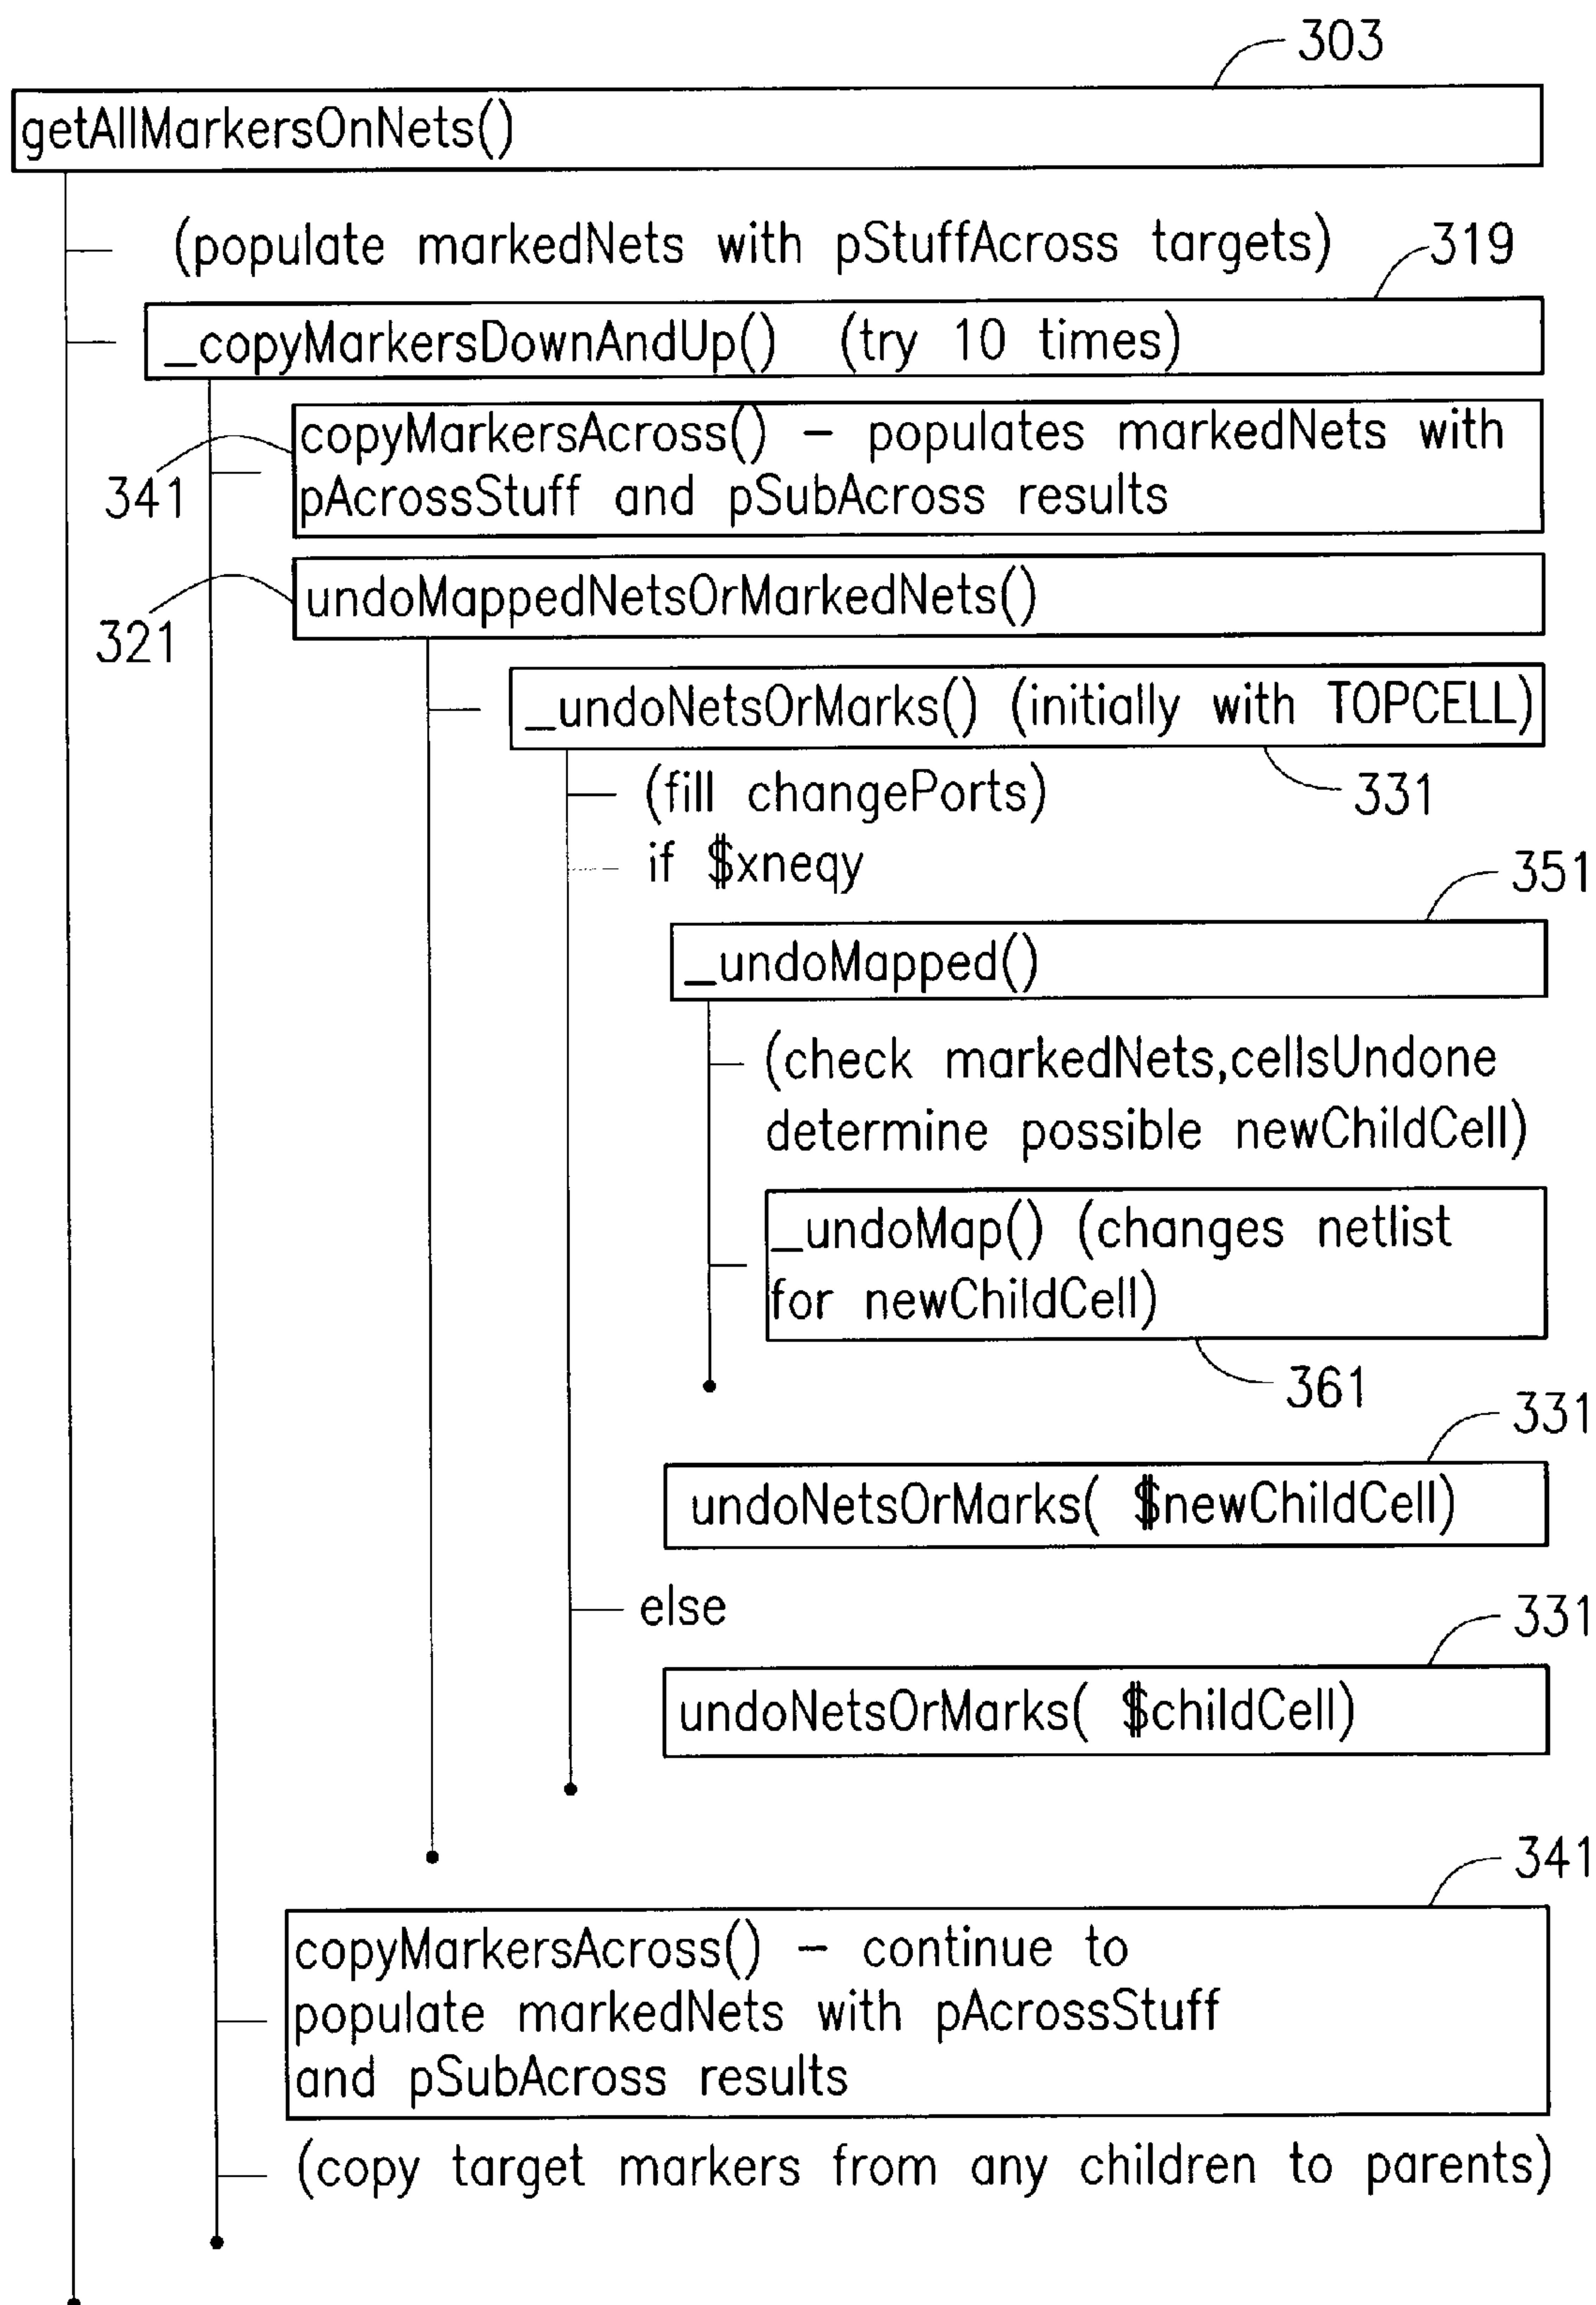 303
getAllMarkersOnNets()
(populate markedNets with pStuffAcross targets)
319
_copyMarkersDownAndUp() (try 10 times)
copyMarkersAcross() – populates markedNets with
341
pAcrossStuff and pSubAcross results
undoMappedNetsOrMarkedNets()
321
_undoNetsOrMarks() (initially with TOPCELL)
(fill changePorts)
331
if $xneqy
351
_undoMapped()
(check markedNets,cellsUndone
determine possible newChildCell)
_undoMap() (changes netlist
for newChildCell)
361
331
undoNetsOrMarks( $newChildCell)
else
331
undoNetsOrMarks( $childCell)
341
copyMarkersAcross() – continue to
populate markedNets with pAcrossStuff
and pSubAcross results
(copy target markers from any children to parents)